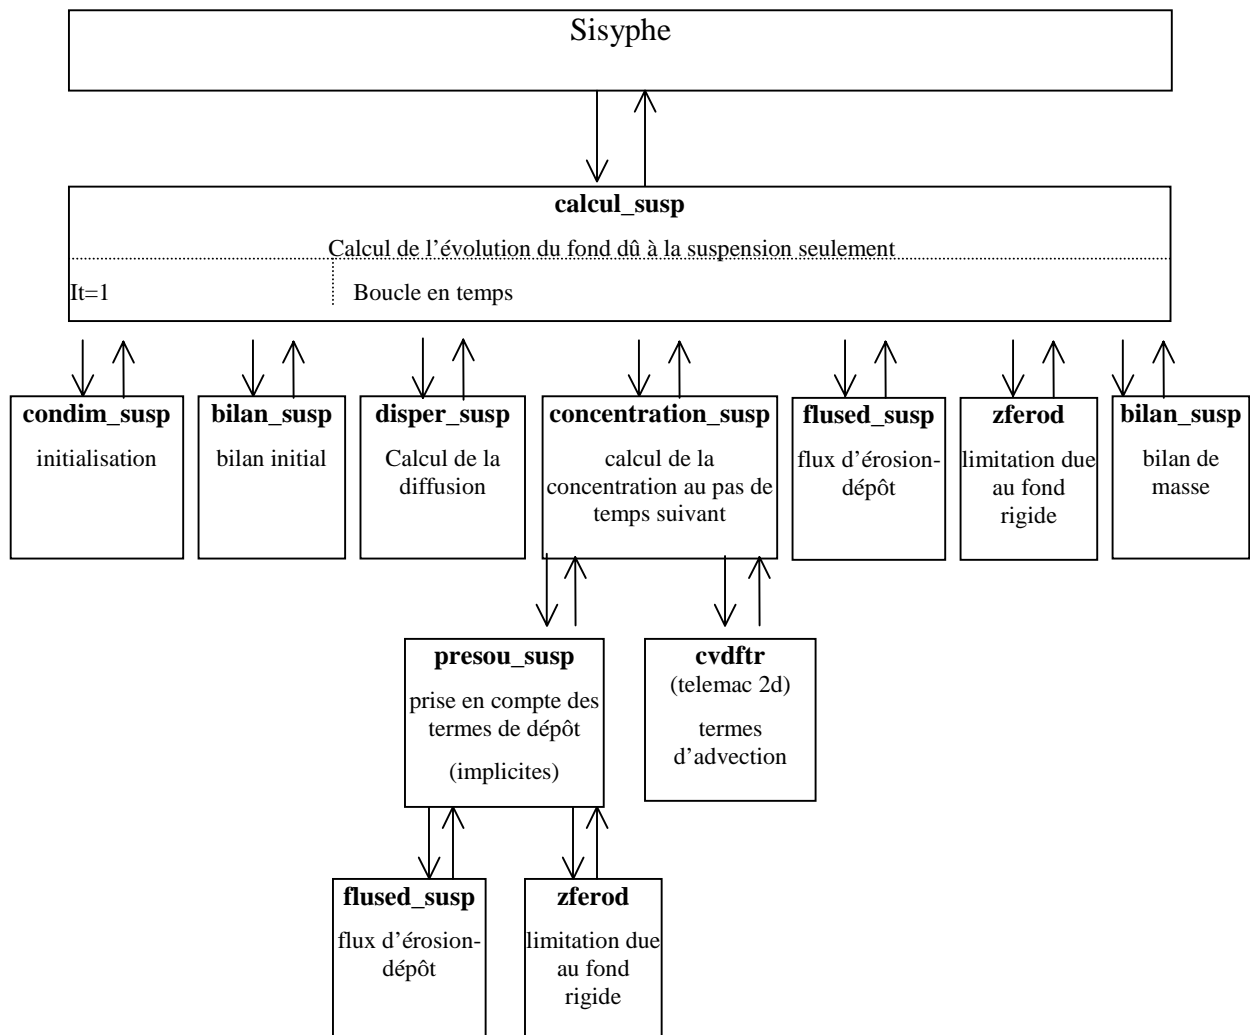 Sisyphe
calcul_susp
Calcul de l’évolution du fond dû à la suspension seulement
It=1
Boucle en temps
condim_susp
initialisation
bilan_susp
bilan initial
disper_susp
Calcul de la
diffusion
concentration_susp
calcul de la
concentration au pas de
temps suivant
flused_susp
flux d’érosion-
dépôt
zferod
limitation due
au fond
rigide
bilan_susp
bilan de
masse
presou_susp
prise en compte des
termes de dépôt
(implicites)
cvdftr
(telemac 2d)
termes
d’advection
flused_susp
flux d’érosion-
dépôt
zferod
limitation due
au fond
rigide